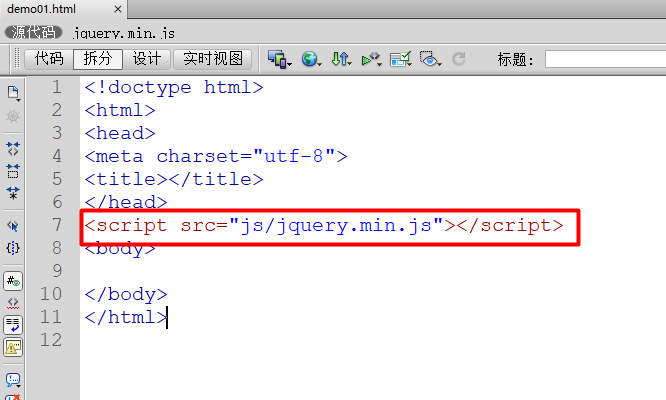 demo01.html ×
源代码 jquery.min.js
代码 拆分 设计 实时视图 标题:
1 <!doctype html>
2 <html>
3 <head>
4 <meta charset="utf-8">
5 <title></title>
6 </head>
7 <script src="js/jquery.min.js"></script>
8 <body>
9
10 </body>
11 </html>
12